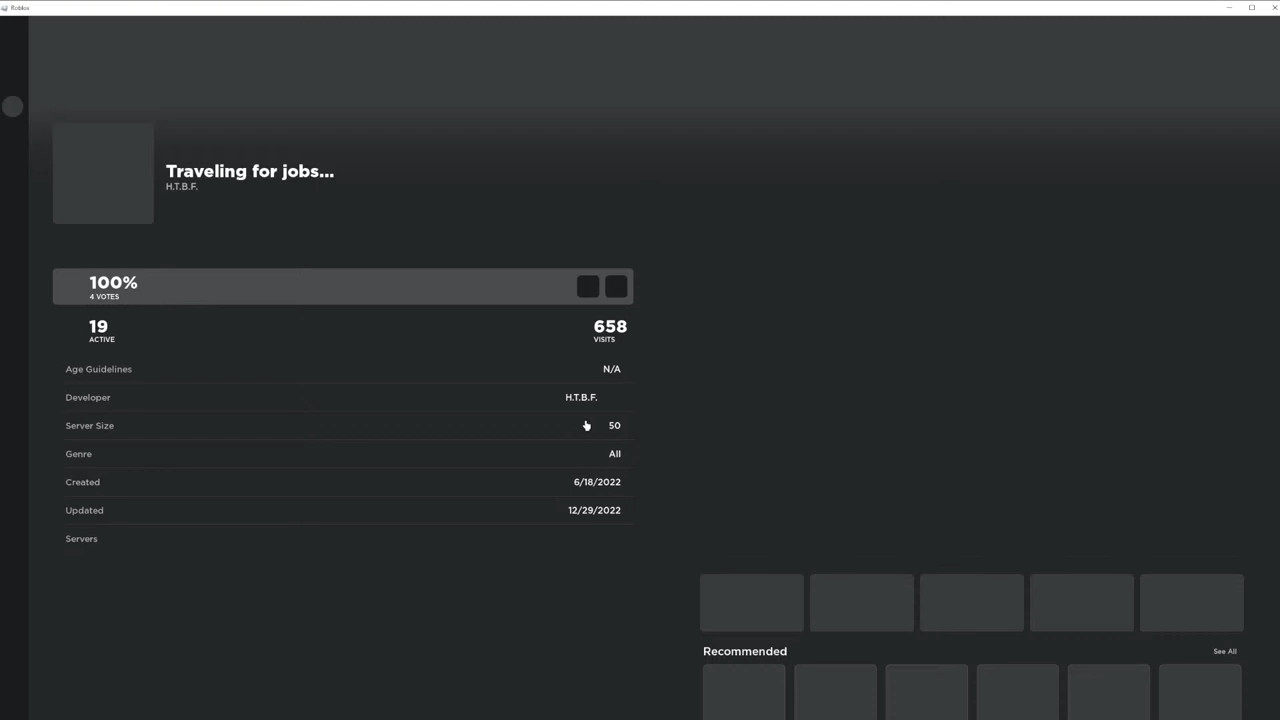 Roblox
Traveling for jobs...
H.T.B.F.
100%
4 VOTES
19
ACTIVE
658
VISITS
Age Guidelines N/A
Developer H.T.B.F.
Server Size 50
Genre All
Created 6/18/2022
Updated 12/29/2022
Servers
Recommended See All